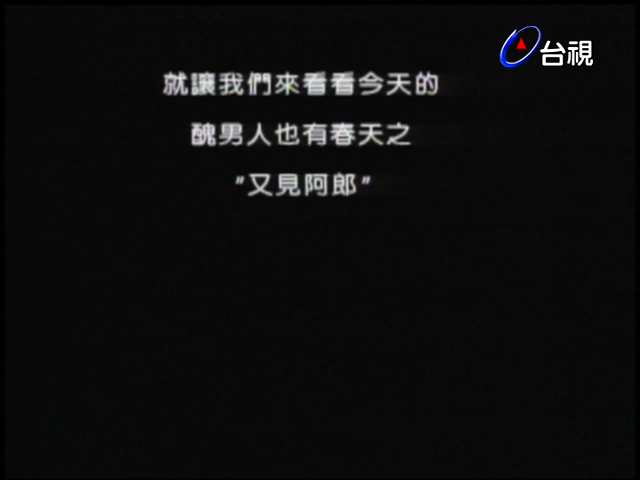 台視
就讓我們來看看今天的
醜男人也有春天之
"又見阿郎"